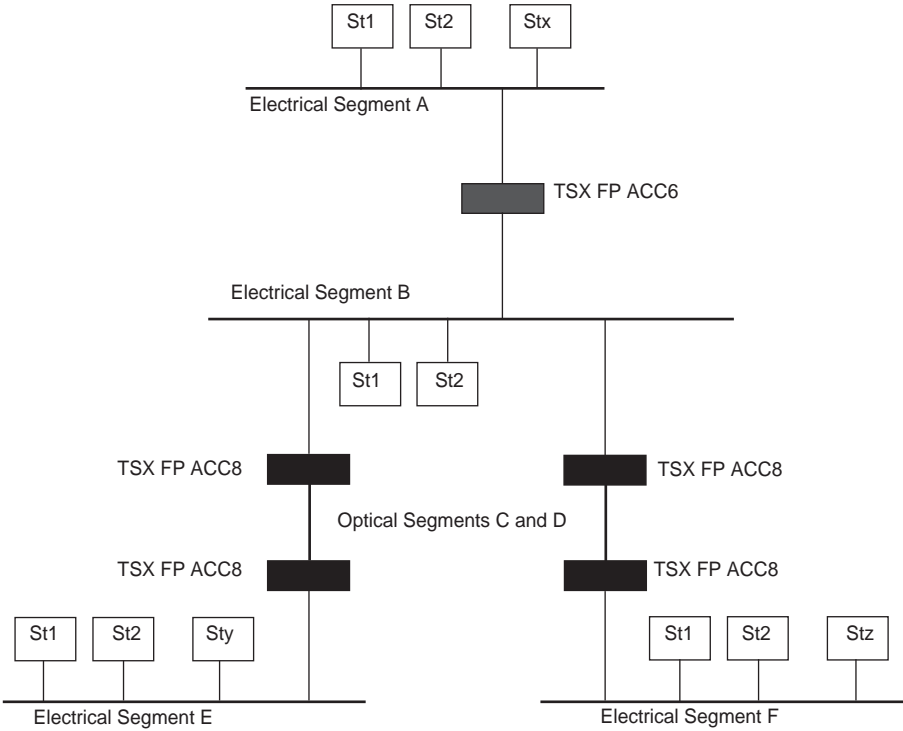 St1 St2 Stx
Electrical Segment A
TSX FP ACC6
Electrical Segment B
St1 St2
TSX FP ACC8 TSX FP ACC8
Optical Segments C and D
TSX FP ACC8 TSX FP ACC8
St1 St2 Sty St1 St2 Stz
Electrical Segment E Electrical Segment F